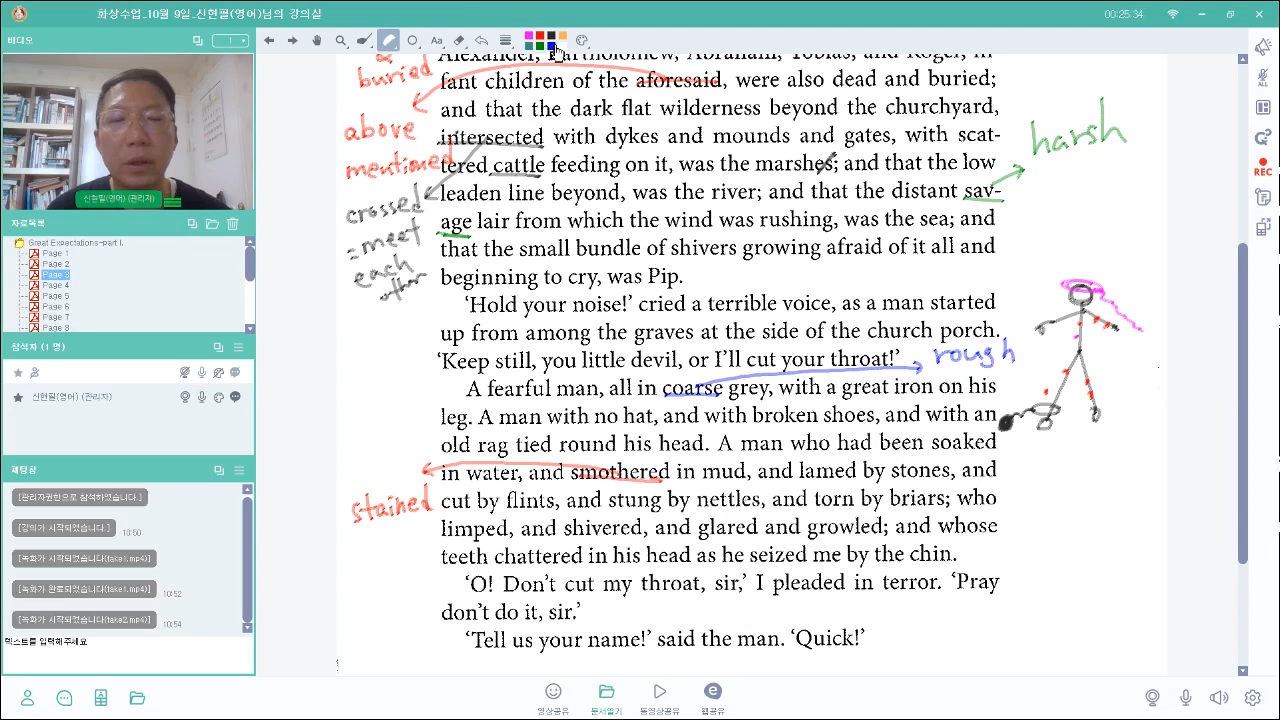 화상수업_10월 9일_신현필(영어)님의 강의실
00:25:34
비디오
1
Aa
신현필(영어) (관리자)
자료목록
Great Expectations-part I.
Page 1
Page 2
Page 3
Page 4
Page 5
Page 6
Page 7
Page 8
참석자 (1 명)
신현필(영어) (관리자)
채팅창
[관리자권한으로 참석하였습니다.]
[강의가 시작되었습니다.]
10:50
[녹화가 시작되었습니다(take1.mp4)]
[녹화가 완료되었습니다(take1.mp4)]
10:52
[녹화가 시작되었습니다(take2.mp4)]
10:54
텍스트를 입력해주세요
Alexander, Bartholomew, Abraham, Tobias, and Roger, in-
fant children of the aforesaid, were also dead and buried;
and that the dark flat wilderness beyond the churchyard,
intersected with dykes and mounds and gates, with scat-
tered cattle feeding on it, was the marshes; and that the low
leaden line beyond, was the river; and that the distant sav-
age lair from which the wind was rushing, was the sea; and
that the small bundle of shivers growing afraid of it all and
beginning to cry, was Pip.
‘Hold your noise!’ cried a terrible voice, as a man started
up from among the graves at the side of the church porch.
‘Keep still, you little devil, or I’ll cut your throat!’
A fearful man, all in coarse grey, with a great iron on his
leg. A man with no hat, and with broken shoes, and with an
old rag tied round his head. A man who had been soaked
in water, and smothered in mud, and lamed by stones, and
cut by flints, and stung by nettles, and torn by briars; who
limped, and shivered, and glared and growled; and whose
teeth chattered in his head as he seized me by the chin.
‘O! Don’t cut my throat, sir,’ I pleaded in terror. ‘Pray
don’t do it, sir.’
‘Tell us your name!’ said the man. ‘Quick!’
buried
above
mentioned
crossed
=meet
each
other
stained
harsh
rough
ALL
REC
영상공유
문서열기
동영상공유
웹공유